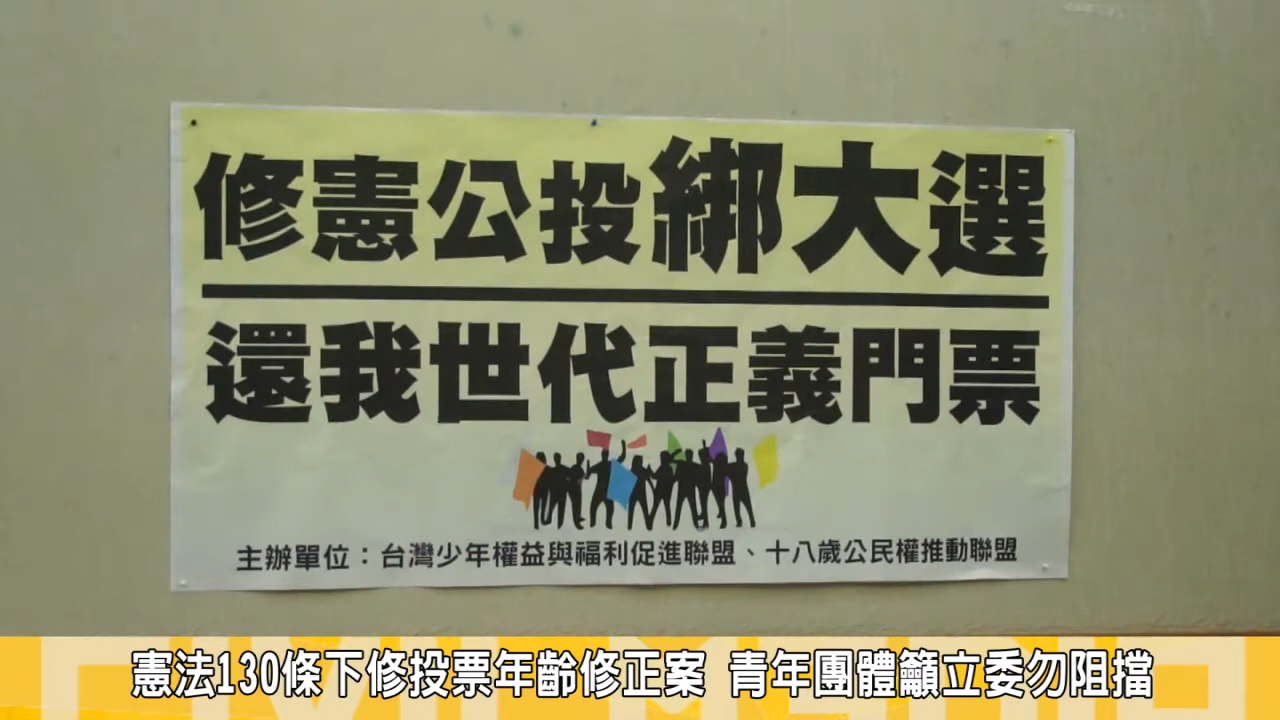 修憲公投綁大選
還我世代正義門票
主辦單位：台灣少年權益與福利促進聯盟、十八歲公民權推動聯盟
憲法130條下修投票年齡修正案 青年團體籲立委勿阻擋